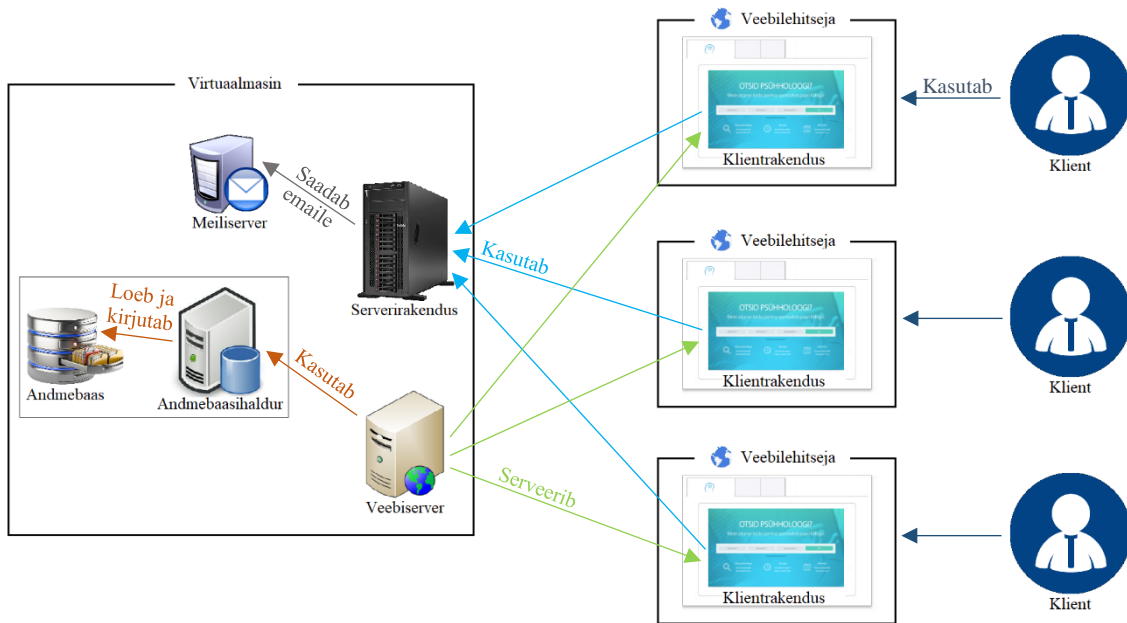 Virtuaalmasin
Meiliserver
Saadab
emaile
Serverirakendus
Loeb ja
kirjutab
Andmebaas
Andmebaasihaldur
Kasutab
Veebiserver
Kasutab
Serveerib
Veebilehitseja
OTSID PSÜHHOLOOGI?
Klientrakendus
Kasutab
Klient
Veebilehitseja
OTSID PSÜHHOLOOGI?
Klientrakendus
Klient
Veebilehitseja
OTSID PSÜHHOLOOGI?
Klientrakendus
Klient